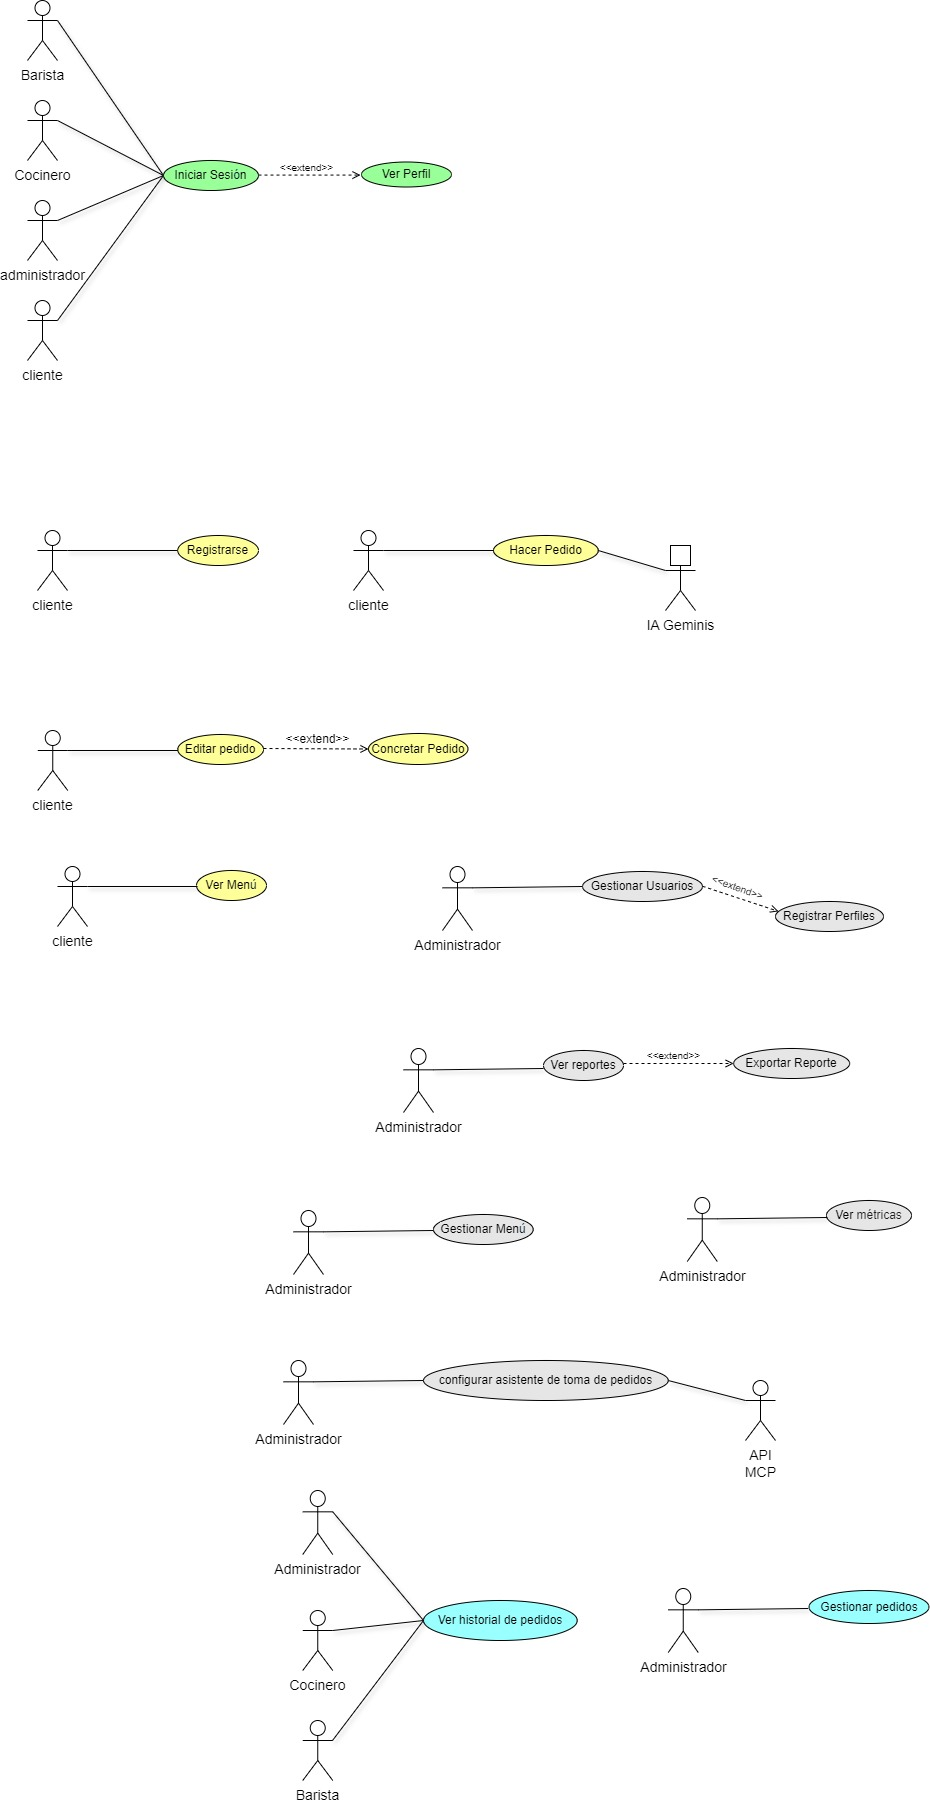 Barista
Cocinero
Iniciar Sesión
<<extend>>
Ver Perfil
administrador
cliente
cliente
Registrarse
cliente
Hacer Pedido
IA Geminis
cliente
Editar pedido
<<extend>>
Concretar Pedido
cliente
Ver Menú
Administrador
Gestionar Usuarios
<<extend>>
Registrar Perfiles
Administrador
Ver reportes
<<extend>>
Exportar Reporte
Administrador
Gestionar Menú
Administrador
Ver métricas
Administrador
configurar asistente de toma de pedidos
API
MCP
Administrador
Cocinero
Barista
Ver historial de pedidos
Administrador
Gestionar pedidos